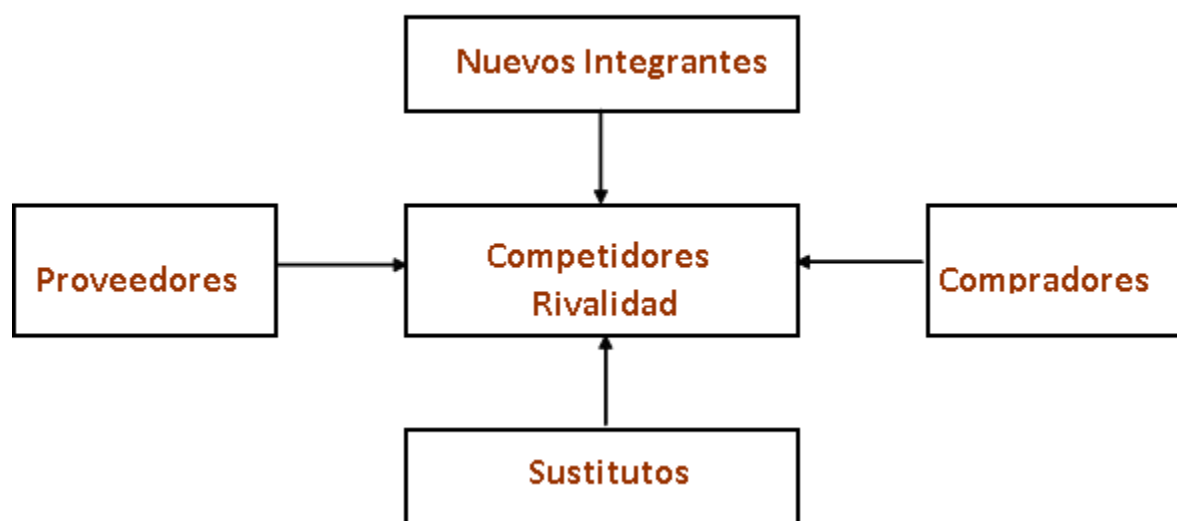 Nuevos Integrantes
Proveedores
Competidores
Rivalidad
Compradores
Sustitutos